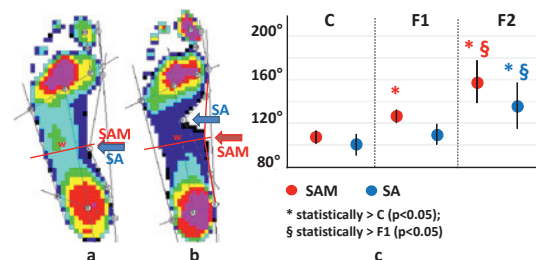 C F1 F2
200°
160°
120°
80°
* §
* §
*
SA
SAM
SA
w
w
SAM
SAM SA
* statistically > C (p<0.05);
§ statistically > F1 (p<0.05)
a b c